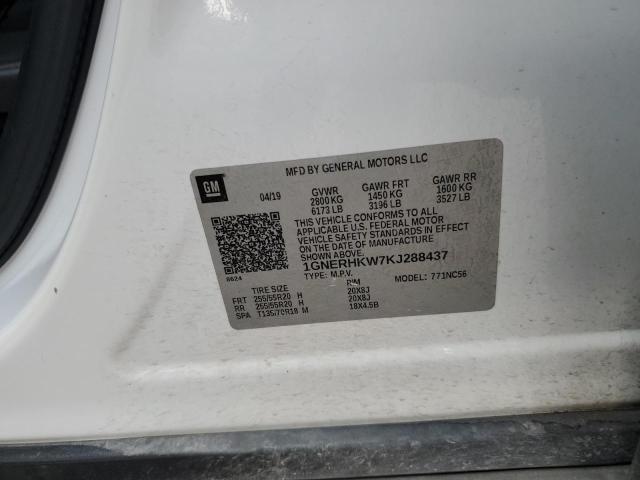 MFD BY GENERAL MOTORS LLC
GM
04/19 GVWR GAWR FRT GAWR RR
2800 KG 1450 KG 1600 KG
6173 LB 3196 LB 3527 LB
THIS VEHICLE CONFORMS TO ALL
APPLICABLE U.S. FEDERAL MOTOR
VEHICLE SAFETY STANDARDS IN EFFECT
ON THE DATE OF MANUFACTURE
SHOWN ABOVE.
1GNERHKW7KJ288437
TYPE: M.P.V. MODEL: 771NC56
8624
TIRE SIZE RIM
FRT 255/55R20 H 20X8J
RR 255/55R20 H 20X8J
SPA T135/70R18 M 18X4.5B